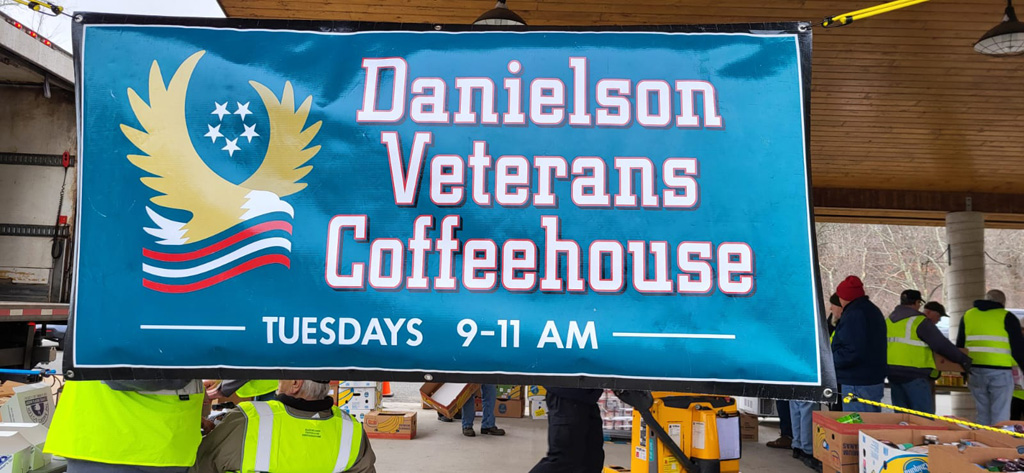 Danielson
Veterans
Coffeehouse
TUESDAYS 9-11 AM